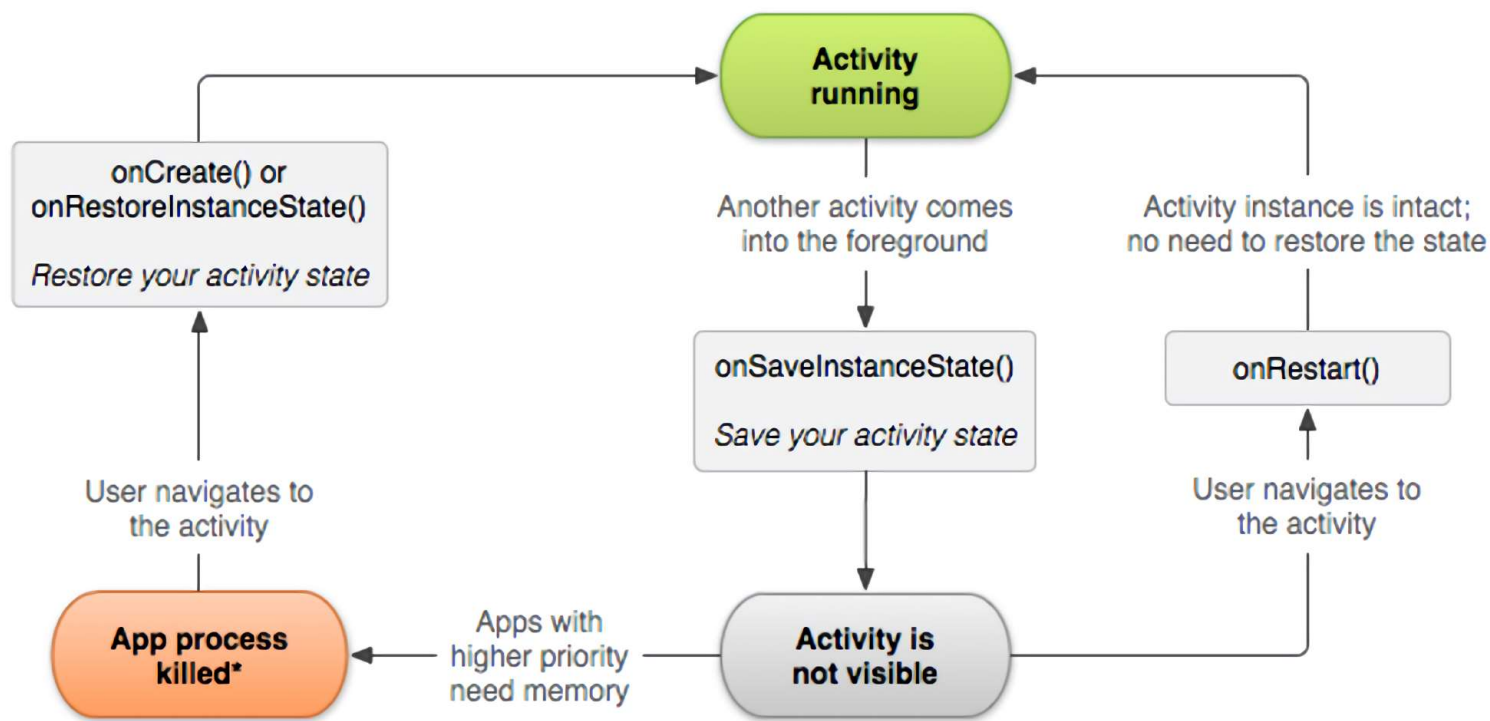 Activity
running
onCreate() or
onRestoreInstanceState()
Restore your activity state
Another activity comes
into the foreground
Activity instance is intact;
no need to restore the state
onSaveInstanceState()
Save your activity state
onRestart()
User navigates to
the activity
User navigates to
the activity
App process
killed*
Apps with
higher priority
need memory
Activity is
not visible